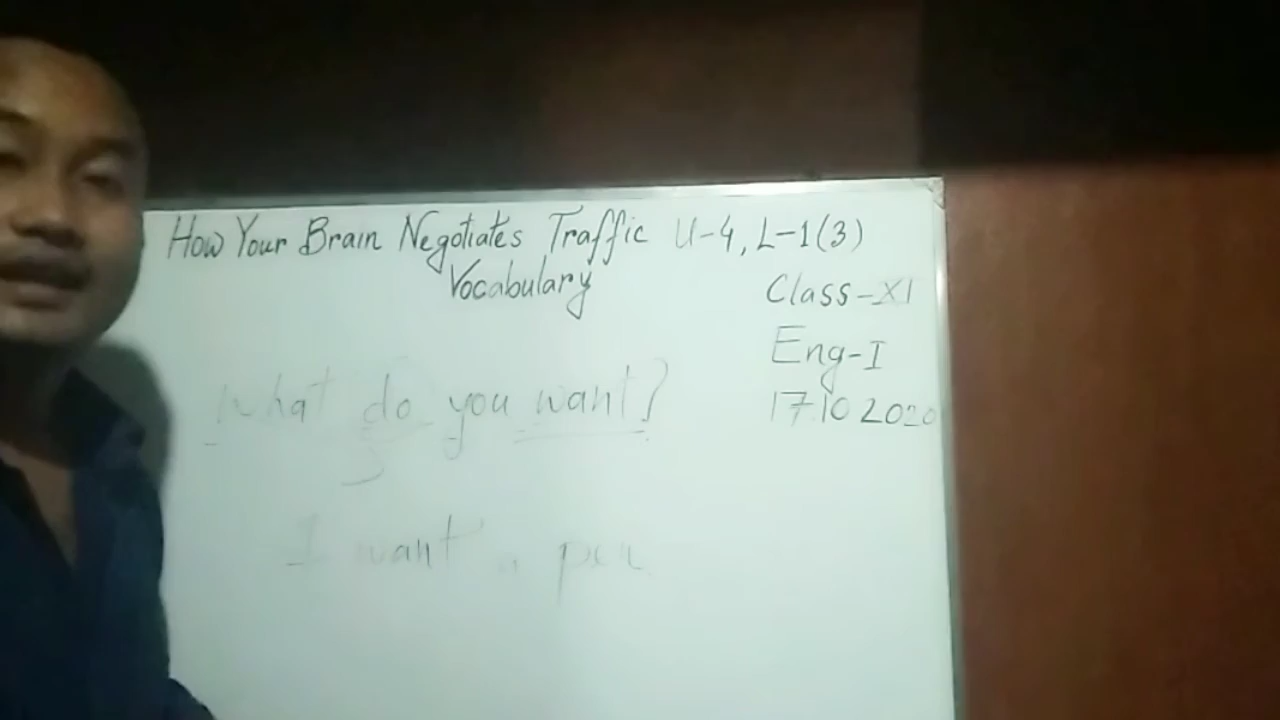 How Your Brain Negotiates Traffic U-4, L-1(3)
Vocabulary
Class-XI
Eng-I
17.10 2020
What do you want?
I want a pen